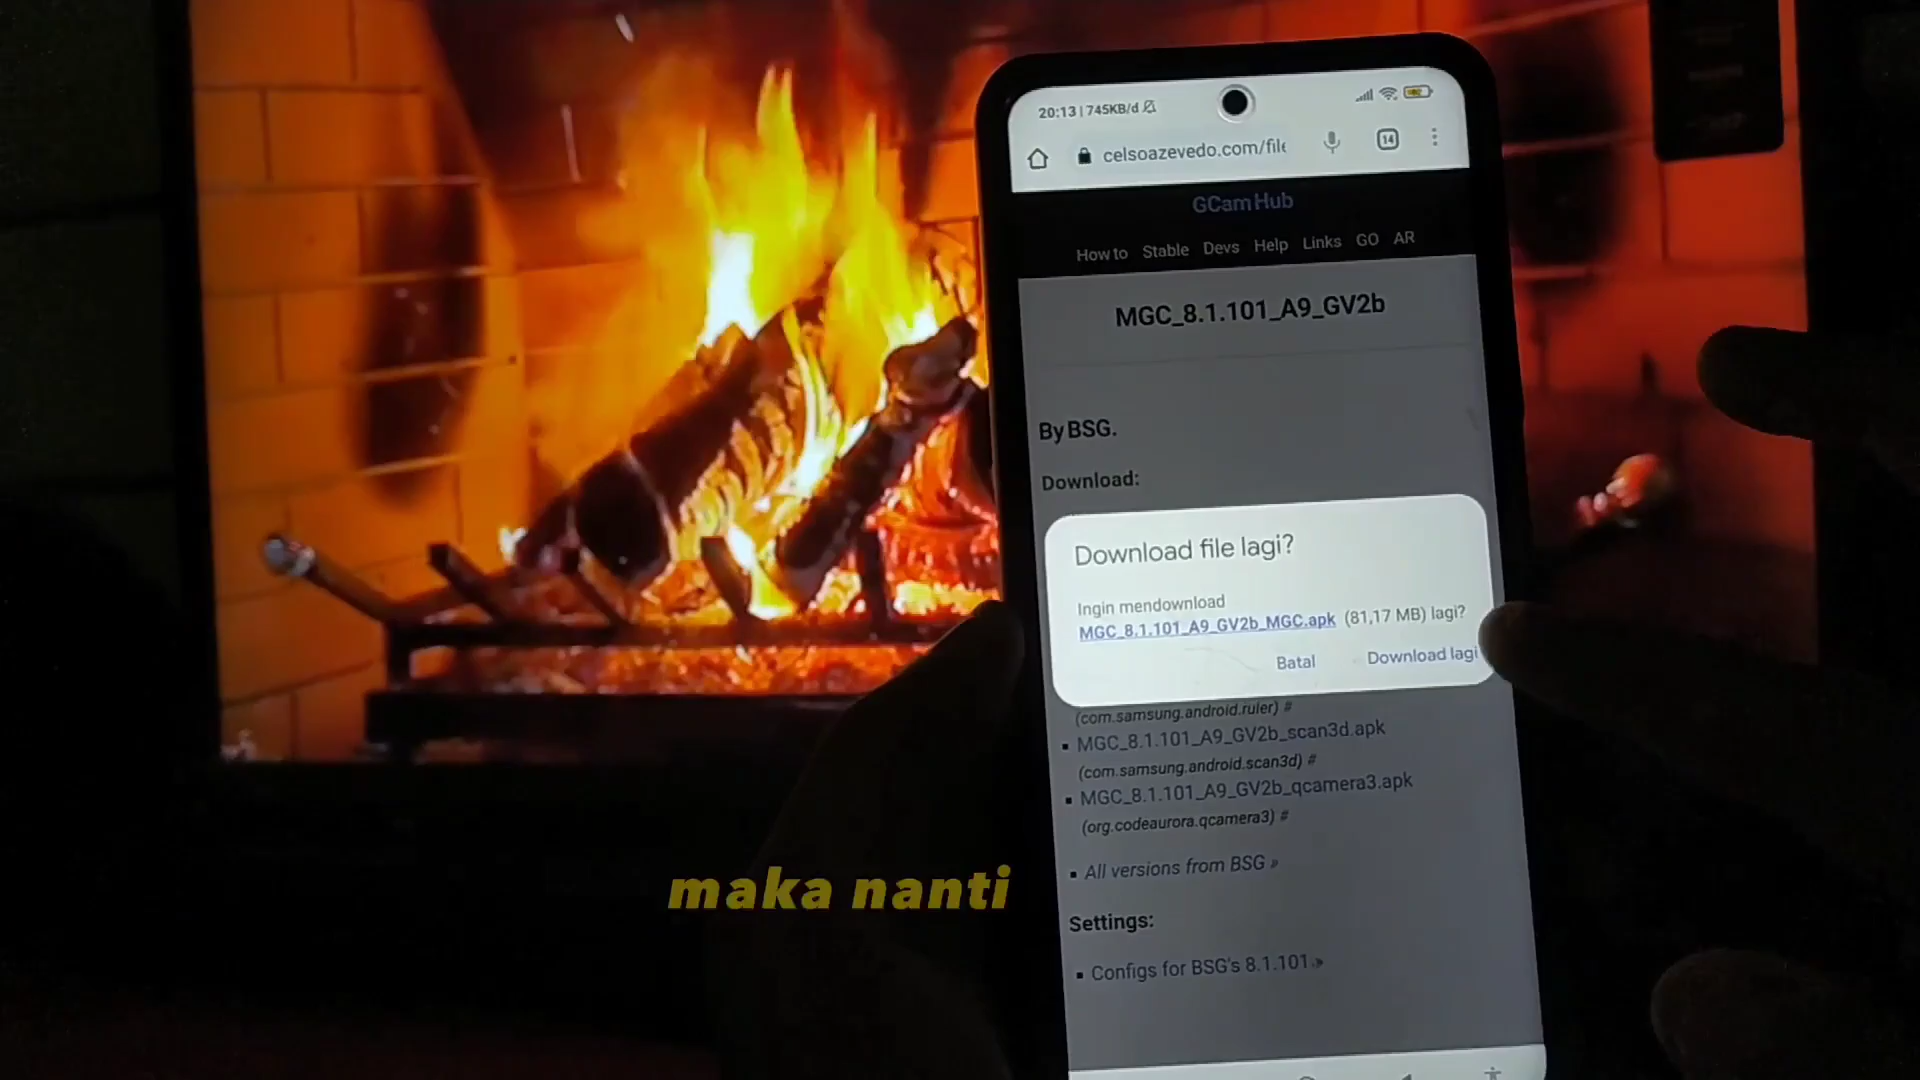 20:13 | 745KB/d
celsoazevedo.com/file
14
GCamHub
How to Stable Devs Help Links GO AR
MGC_8.1.101_A9_GV2b
By BSG.
Download:
Download file lagi?
Ingin mendownload
MGC_8.1.101_A9_GV2b_MGC.apk (81,17 MB) lagi?
Batal Download lagi
(com.samsung.android.ruler) #
▪ MGC_8.1.101_A9_GV2b_scan3d.apk
(com.samsung.android.scan3d) #
▪ MGC_8.1.101_A9_GV2b_qcamera3.apk
(org.codeaurora.qcamera3) #
▪ All versions from BSG »
Settings:
▪ Configs for BSG's 8.1.101 »
maka nanti